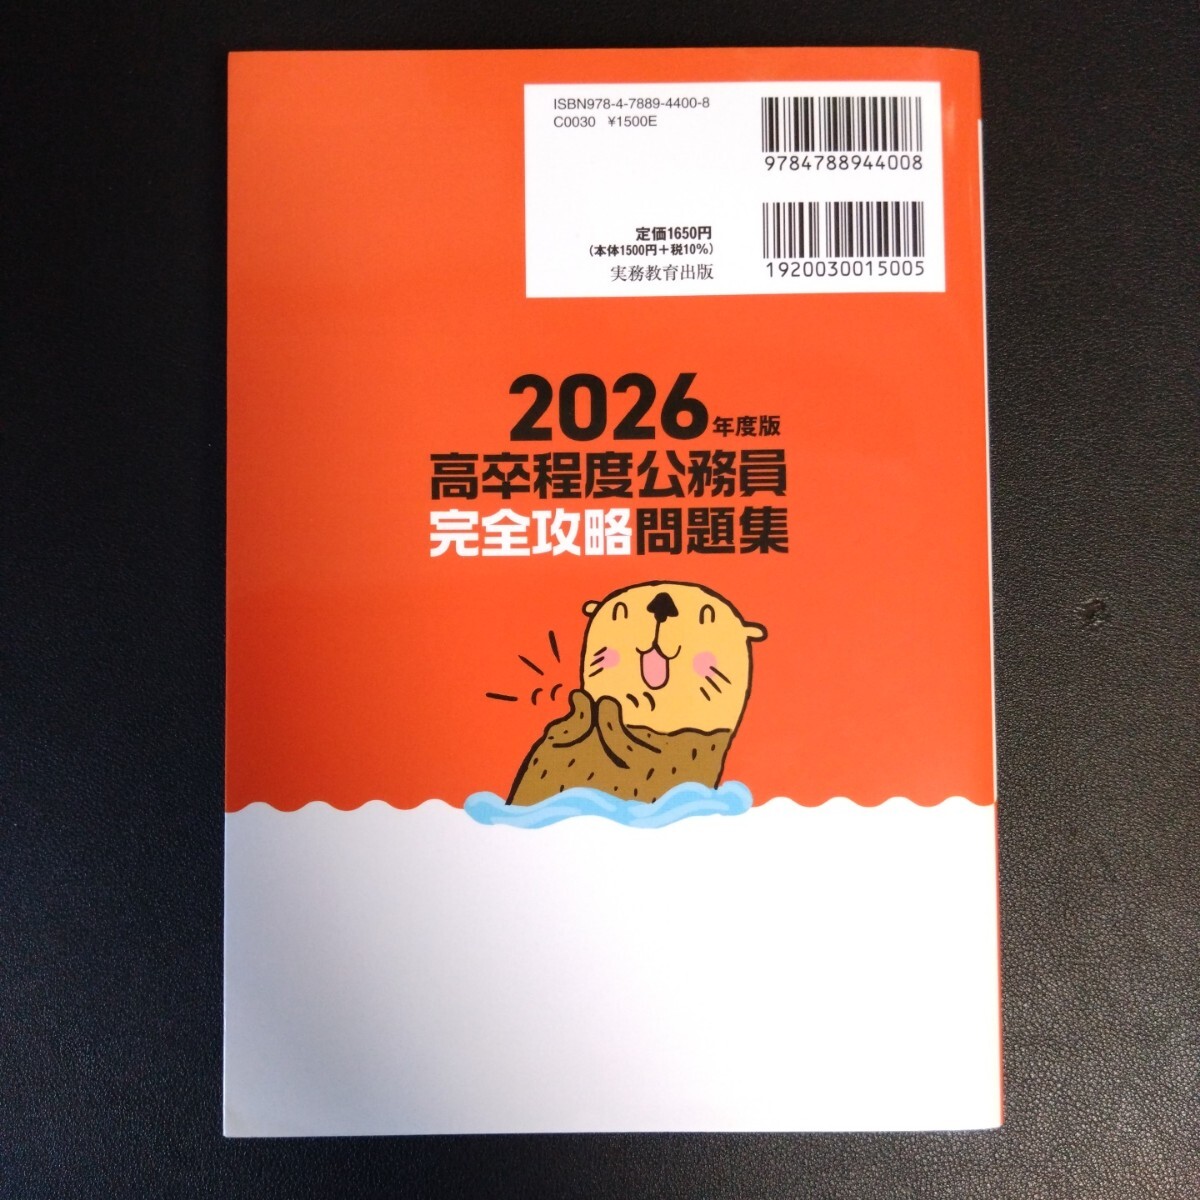 ISBN978-4-7889-4400-8
C0030 ¥1500E
9784788944008
定価1650円
（本体1500円＋税10%）
実務教育出版
1920030015005
2026年度版
高卒程度公務員
完全攻略問題集